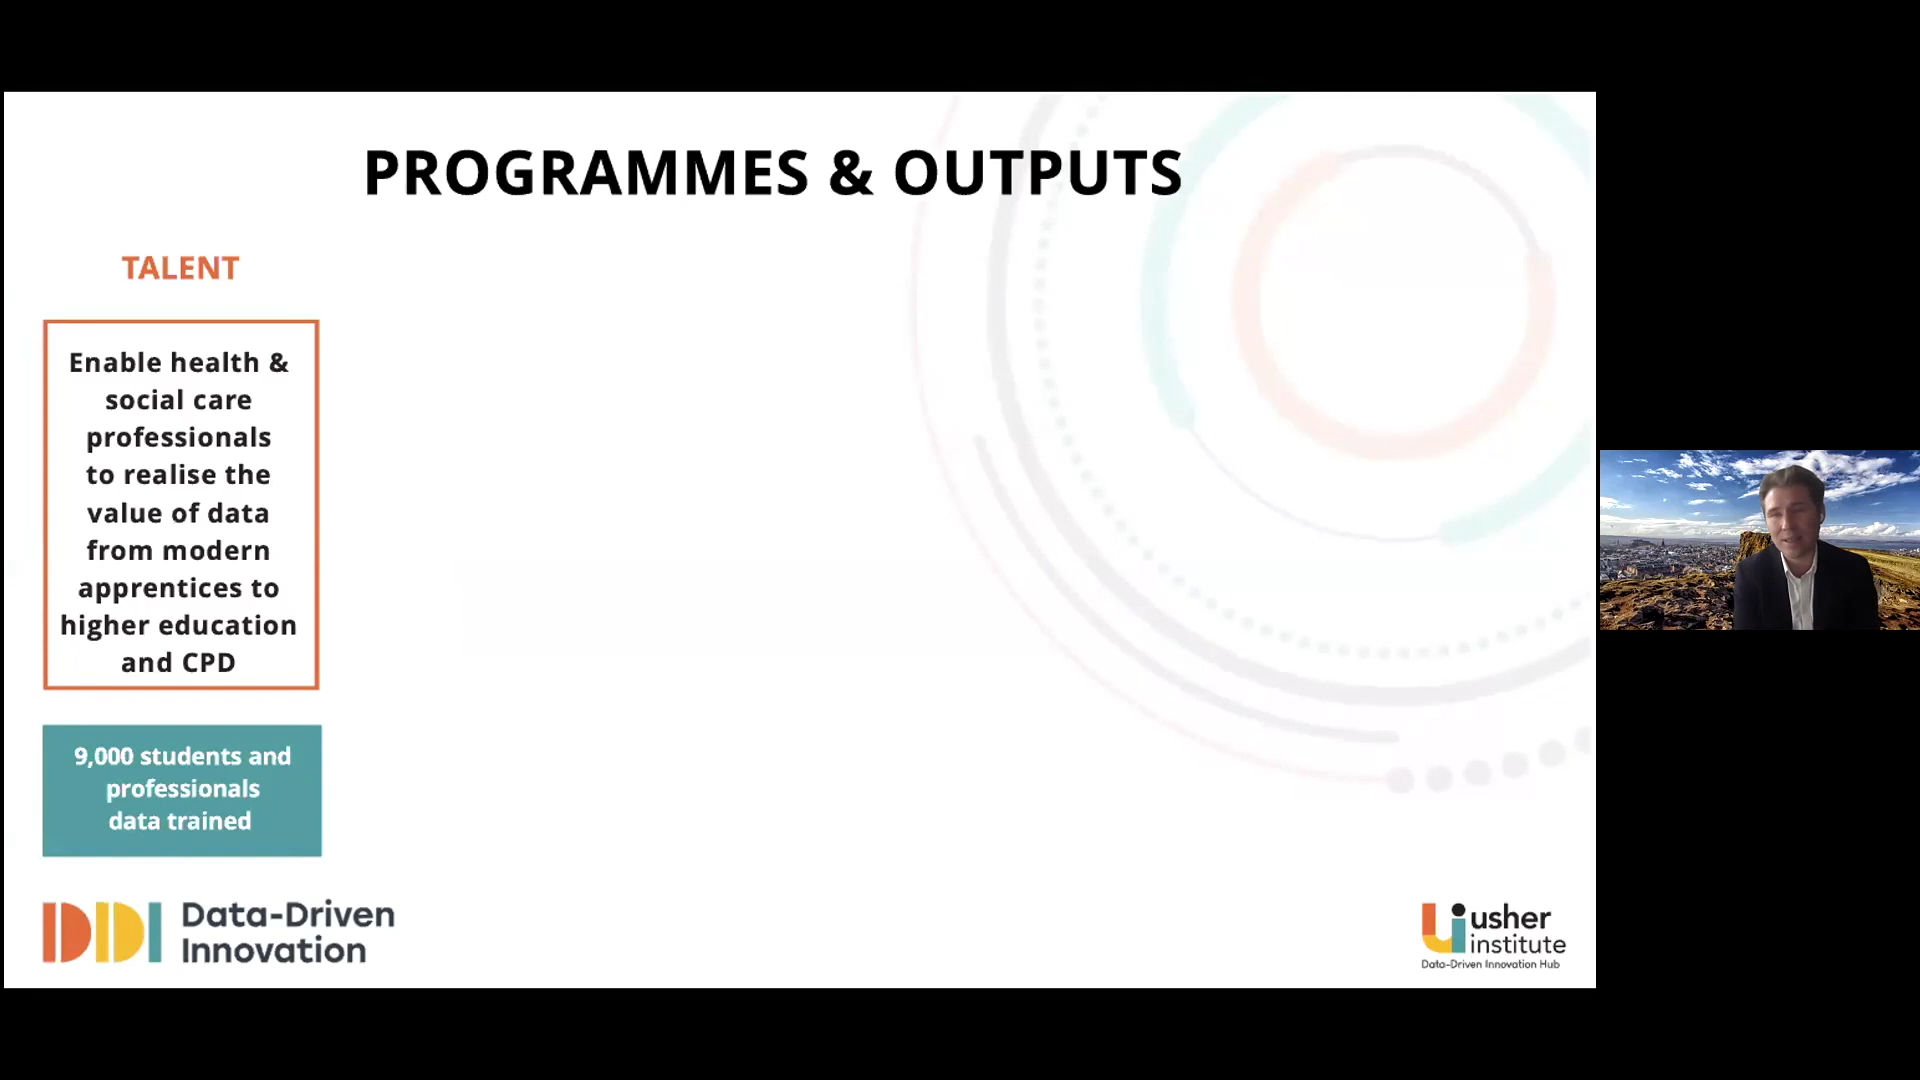 PROGRAMMES & OUTPUTS
TALENT
Enable health &
social care
professionals
to realise the
value of data
from modern
apprentices to
higher education
and CPD
9,000 students and
professionals
data trained
DDI
Data-Driven
Innovation
usher
institute
Data-Driven Innovation Hub